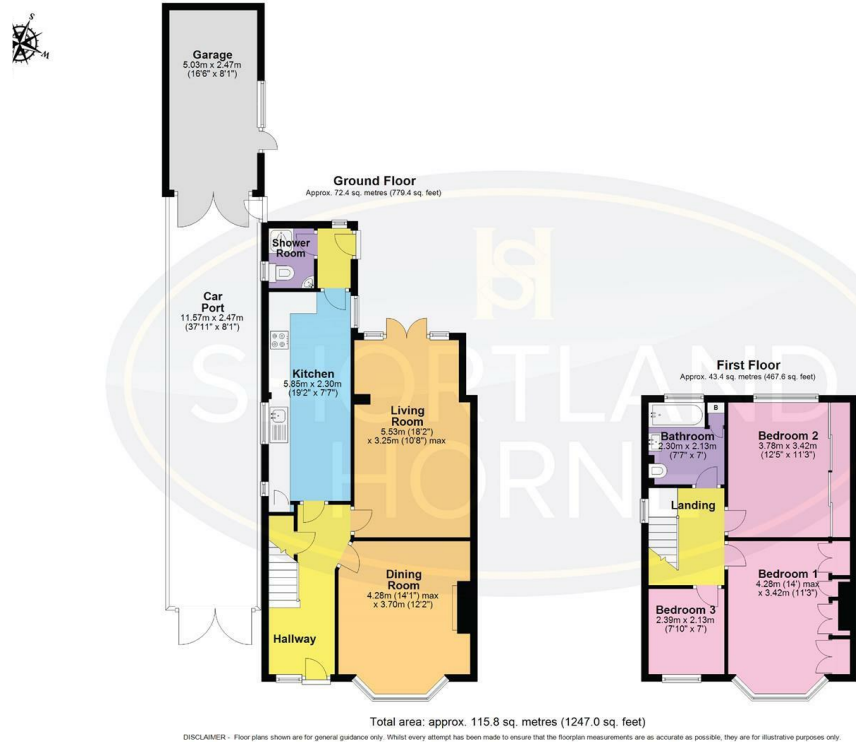 S
W
Garage
5.03m x 2.47m
(16'6" x 8'1")
Ground Floor
Approx. 72.4 sq. metres (779.4 sq. feet)
Shower
Room
Car
Port
11.57m x 2.47m
(37'11" x 8'1")
Kitchen
5.85m x 2.30m
(19'2" x 7'7")
Living
Room
5.53m (18'2")
x 3.25m (10'8") max
Dining
Room
4.28m (14'1") max
x 3.70m (12'2")
Hallway
First Floor
Approx. 43.4 sq. metres (467.6 sq. feet)
B
Bathroom
2.30m x 2.13m
(7'7" x 7')
Bedroom 2
3.78m x 3.42m
(12'5" x 11'3")
Landing
Bedroom 1
4.28m (14') max
x 3.42m (11'3")
Bedroom 3
2.39m x 2.13m
(7'10" x 7')
SH
SHORTLAND
HORNE
Total area: approx. 115.8 sq. metres (1247.0 sq. feet)
DISCLAIMER - Floor plans shown are for general guidance only. Whilst every attempt has been made to ensure that the floorplan measurements are as accurate as possible, they are for illustrative purposes only.